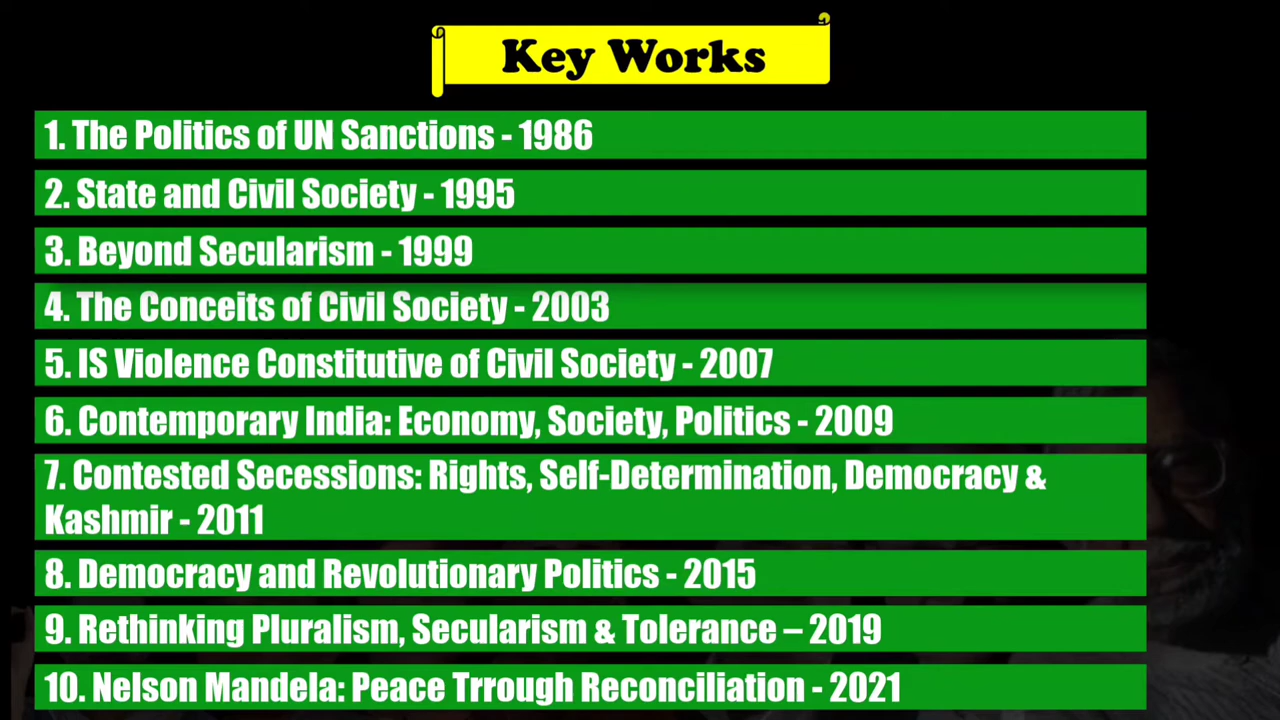 Key Works
1. The Politics of UN Sanctions - 1986
2. State and Civil Society - 1995
3. Beyond Secularism - 1999
4. The Conceits of Civil Society - 2003
5. IS Violence Constitutive of Civil Society - 2007
6. Contemporary India: Economy, Society, Politics - 2009
7. Contested Secessions: Rights, Self-Determination, Democracy &
Kashmir - 2011
8. Democracy and Revolutionary Politics - 2015
9. Rethinking Pluralism, Secularism & Tolerance – 2019
10. Nelson Mandela: Peace Trrough Reconciliation - 2021